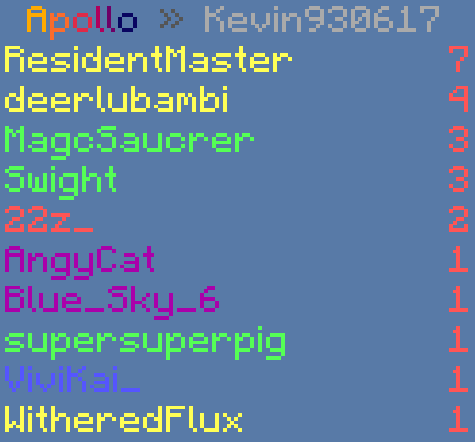 Apollo » Kevin930617
ResidentMaster 7
deerlubambi 4
MagcSaucrer 3
Swight 3
22z_ 2
AngyCat 1
Blue_Sky_6 1
supersuperpig 1
ViviKai_ 1
WitheredFlux 1